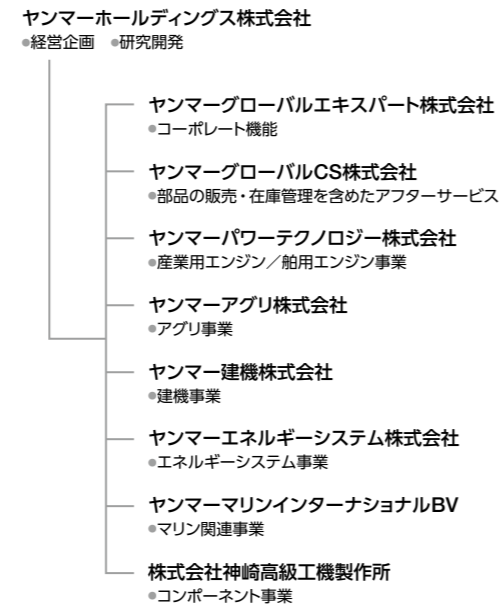 ヤンマーホールディングス株式会社
●経営企画 ●研究開発
ヤンマーグローバルエキスパート株式会社
●コーポレート機能
ヤンマーグローバルCS株式会社
●部品の販売・在庫管理を含めたアフターサービス
ヤンマーパワーテクノロジー株式会社
●産業用エンジン／舶用エンジン事業
ヤンマーアグリ株式会社
●アグリ事業
ヤンマー建機株式会社
●建機事業
ヤンマーエネルギーシステム株式会社
●エネルギーシステム事業
ヤンマーマリンインターナショナルBV
●マリン関連事業
株式会社神崎高級工機製作所
●コンポーネント事業